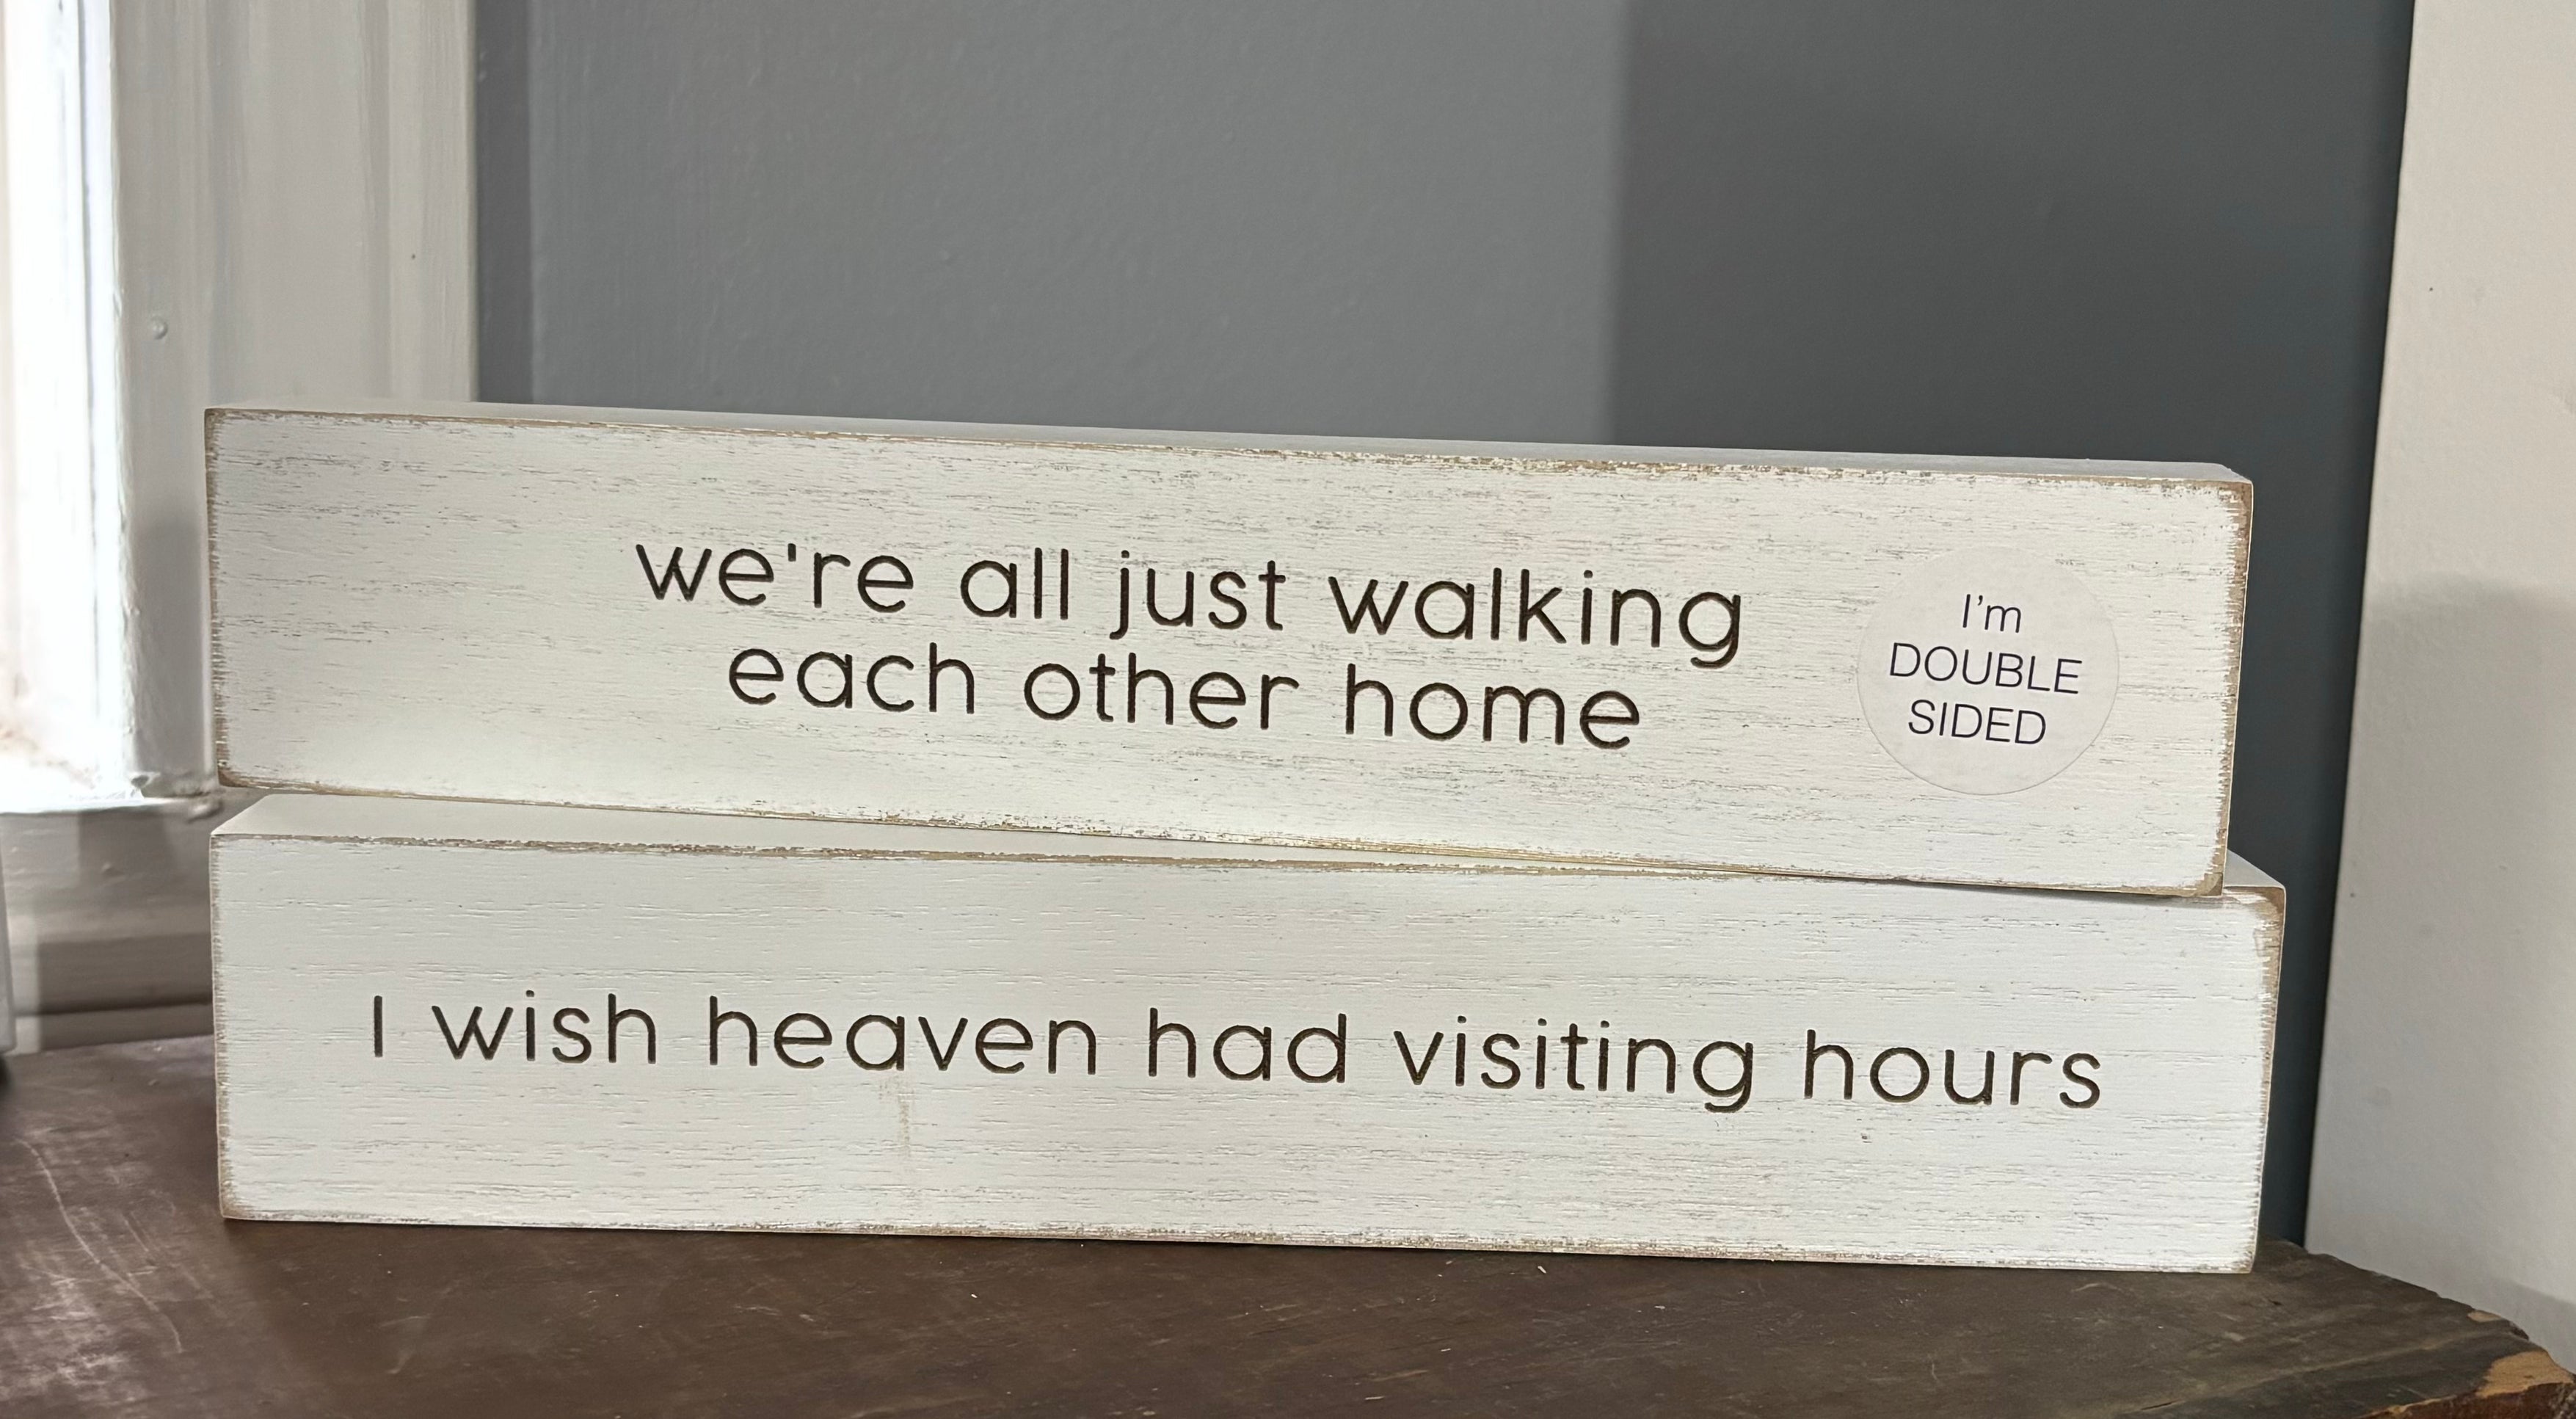 we're all just walking
each other home
I'm
DOUBLE
SIDED
I wish heaven had visiting hours